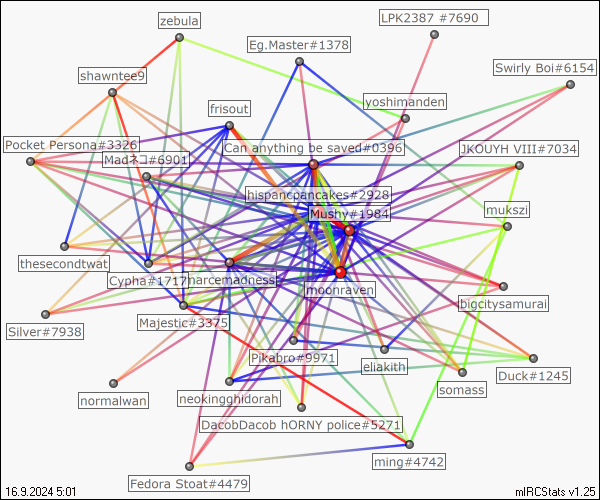 zebula
LPK2387 #7690
Eg.Master#1378
Swirly Boi#6154
shawntee9
frisout
yoshimanden
Pocket Persona#3326
Can anything be saved#0396
JKOUYH VIII#7034
Madネコ#6901
hispancpancakes#2928
Mushy#1984
mukszi
thesecondtwat
Cypha#1717
narcemadness
moonraven
bigcitysamurai
Silver#7938
Majestic#3375
Pikabro#9971
eliakith
Duck#1245
normalwan
neokingghidorah
somass
DacobDacob hORNY police#5271
ming#4742
Fedora Stoat#4479
16.9.2024 5:01
mIRCStats v1.25